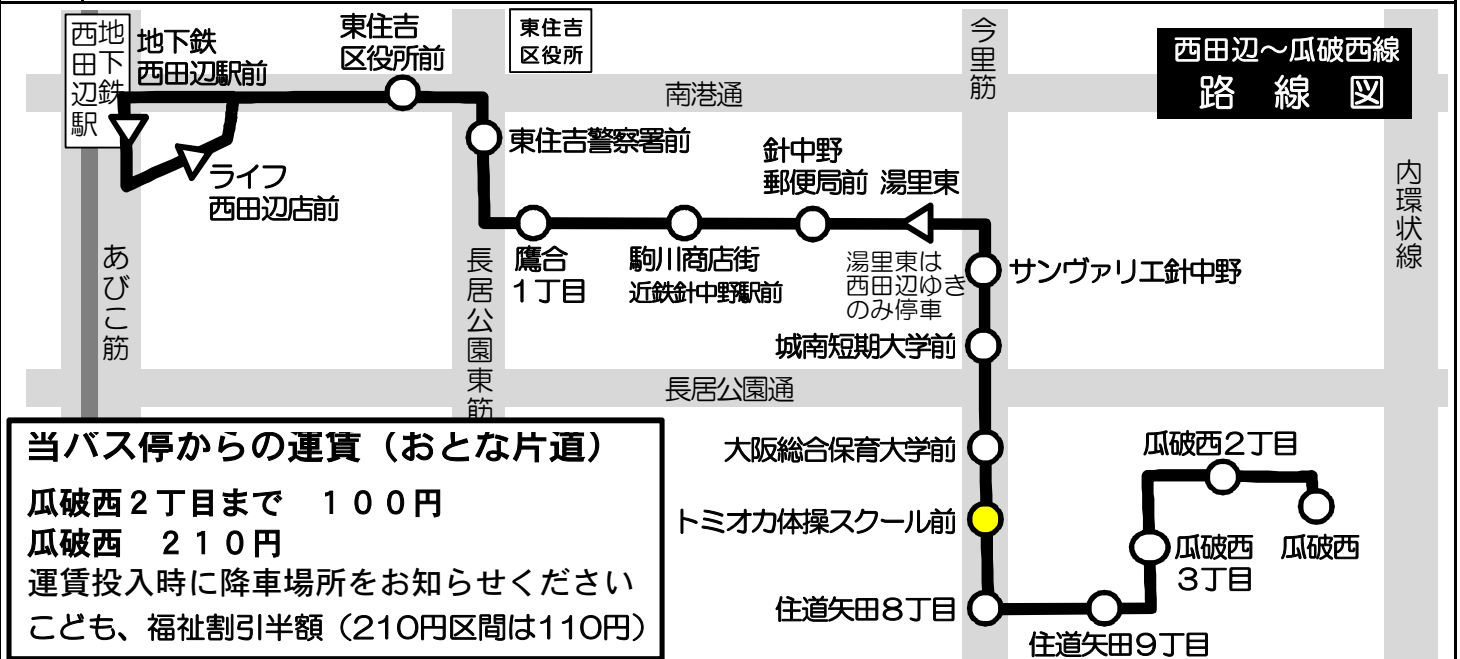 地下鉄
西田辺駅
地下鉄
西田辺駅前
東住吉
区役所前
東住吉
区役所
今里筋
西田辺～瓜破西線
路線図
南港通
東住吉警察署前
針中野
郵便局前
湯里東
ライフ
西田辺店前
内環状線
あびこ筋
長居公園東筋
鷹合
1丁目
駒川商店街
近鉄針中野駅前
湯里東は
西田辺ゆき
のみ停車
サンヴァリエ針中野
城南短期大学前
長居公園通
当バス停からの運賃（おとな片道）
瓜破西２丁目まで　１００円
瓜破西　２１０円
運賃投入時に降車場所をお知らせください
こども、福祉割引半額（210円区間は110円）
大阪総合保育大学前
瓜破西2丁目
トミオカ体操スクール前
瓜破西
3丁目
瓜破西
住道矢田8丁目
住道矢田9丁目